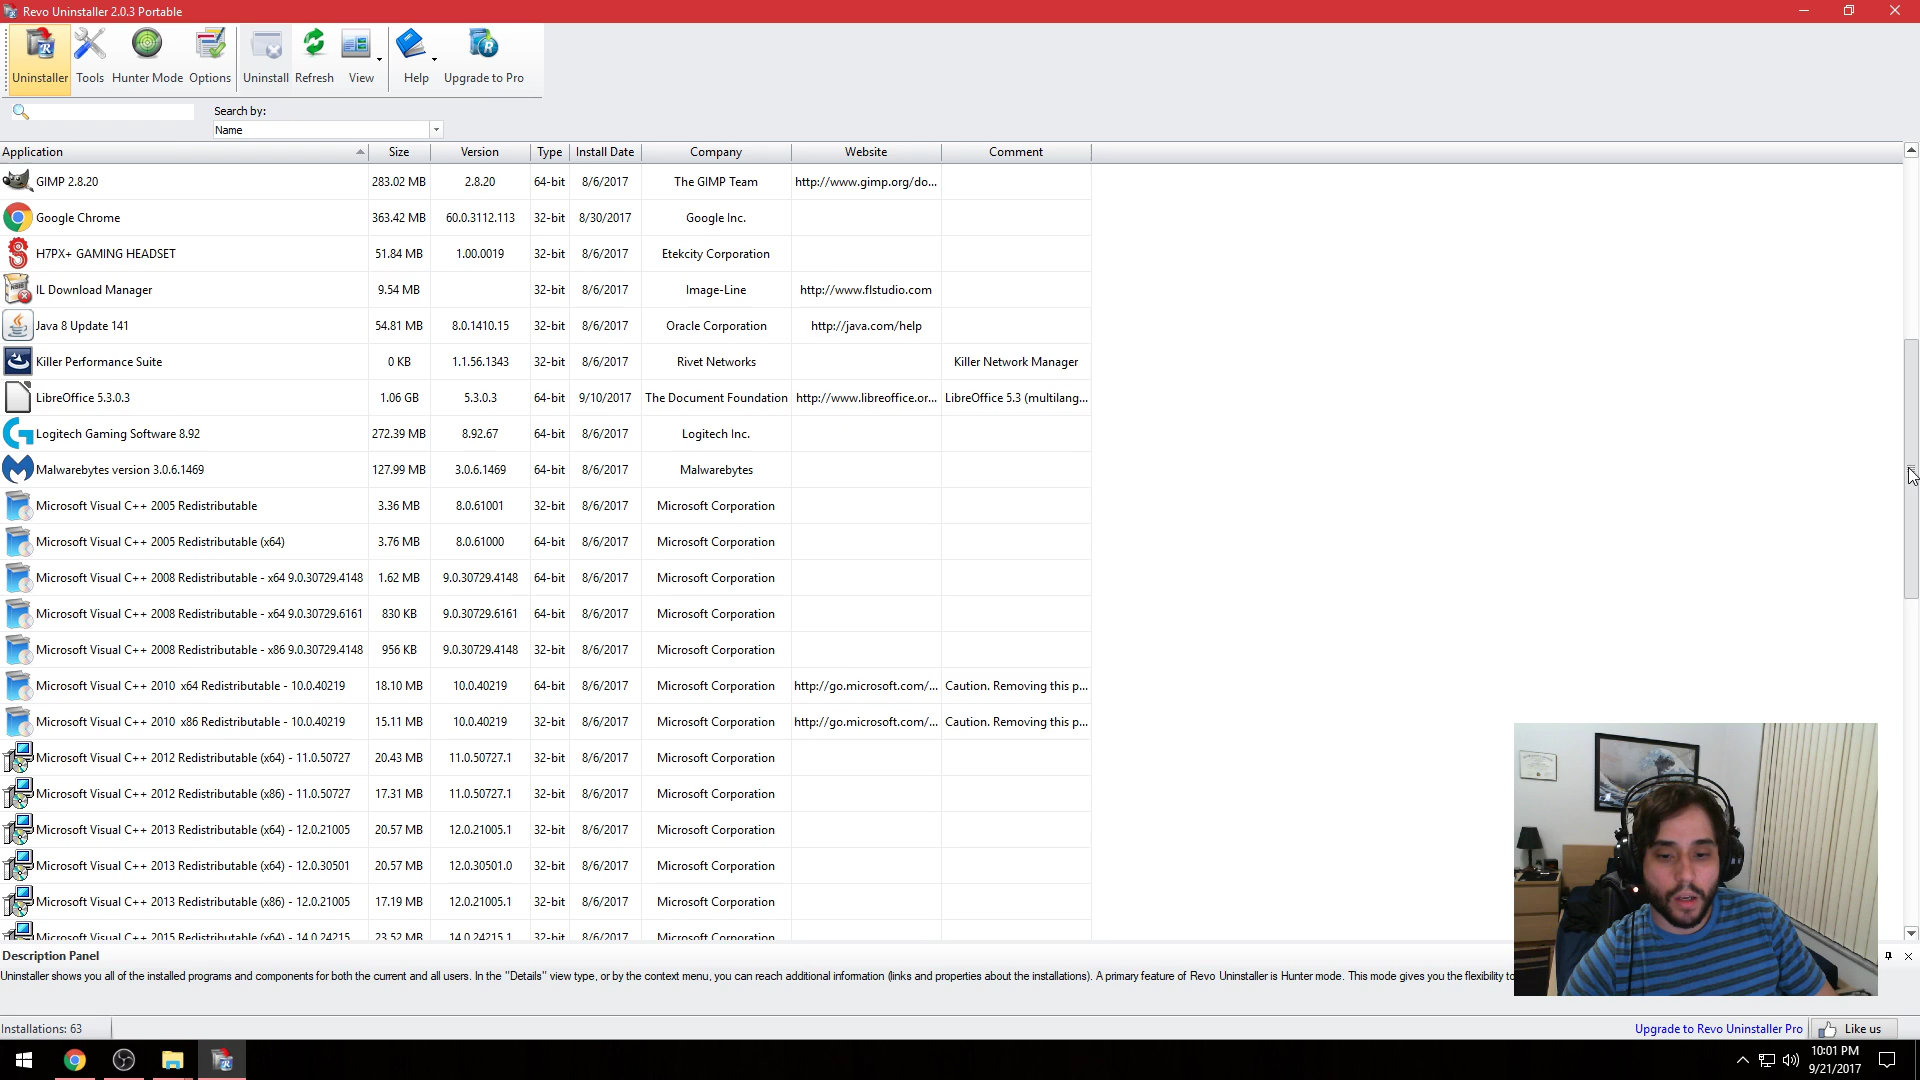 Revo Uninstaller 2.0.3 Portable
Uninstaller Tools Hunter Mode Options Uninstall Refresh View Help Upgrade to Pro
Search by:
Name
Application Size Version Type Install Date Company Website Comment
GIMP 2.8.20 283.02 MB 2.8.20 64-bit 8/6/2017 The GIMP Team http://www.gimp.org/do...
Google Chrome 363.42 MB 60.0.3112.113 32-bit 8/30/2017 Google Inc.
H7PX+ GAMING HEADSET 51.84 MB 1.00.0019 32-bit 8/6/2017 Etekcity Corporation
IL Download Manager 9.54 MB 32-bit 8/6/2017 Image-Line http://www.flstudio.com
Java 8 Update 141 54.81 MB 8.0.1410.15 32-bit 8/6/2017 Oracle Corporation http://java.com/help
Killer Performance Suite 0 KB 1.1.56.1343 32-bit 8/6/2017 Rivet Networks Killer Network Manager
LibreOffice 5.3.0.3 1.06 GB 5.3.0.3 64-bit 9/10/2017 The Document Foundation http://www.libreoffice.or... LibreOffice 5.3 (multilang...
Logitech Gaming Software 8.92 272.39 MB 8.92.67 64-bit 8/6/2017 Logitech Inc.
Malwarebytes version 3.0.6.1469 127.99 MB 3.0.6.1469 64-bit 8/6/2017 Malwarebytes
Microsoft Visual C++ 2005 Redistributable 3.36 MB 8.0.61001 32-bit 8/6/2017 Microsoft Corporation
Microsoft Visual C++ 2005 Redistributable (x64) 3.76 MB 8.0.61000 64-bit 8/6/2017 Microsoft Corporation
Microsoft Visual C++ 2008 Redistributable - x64 9.0.30729.4148 1.62 MB 9.0.30729.4148 64-bit 8/6/2017 Microsoft Corporation
Microsoft Visual C++ 2008 Redistributable - x64 9.0.30729.6161 830 KB 9.0.30729.6161 64-bit 8/6/2017 Microsoft Corporation
Microsoft Visual C++ 2008 Redistributable - x86 9.0.30729.4148 956 KB 9.0.30729.4148 32-bit 8/6/2017 Microsoft Corporation
Microsoft Visual C++ 2010 x64 Redistributable - 10.0.40219 18.10 MB 10.0.40219 64-bit 8/6/2017 Microsoft Corporation http://go.microsoft.com/... Caution. Removing this p...
Microsoft Visual C++ 2010 x86 Redistributable - 10.0.40219 15.11 MB 10.0.40219 32-bit 8/6/2017 Microsoft Corporation http://go.microsoft.com/... Caution. Removing this p...
Microsoft Visual C++ 2012 Redistributable (x64) - 11.0.50727 20.43 MB 11.0.50727.1 32-bit 8/6/2017 Microsoft Corporation
Microsoft Visual C++ 2012 Redistributable (x86) - 11.0.50727 17.31 MB 11.0.50727.1 32-bit 8/6/2017 Microsoft Corporation
Microsoft Visual C++ 2013 Redistributable (x64) - 12.0.21005 20.57 MB 12.0.21005.1 32-bit 8/6/2017 Microsoft Corporation
Microsoft Visual C++ 2013 Redistributable (x64) - 12.0.30501 20.57 MB 12.0.30501.0 32-bit 8/6/2017 Microsoft Corporation
Microsoft Visual C++ 2013 Redistributable (x86) - 12.0.21005 17.19 MB 12.0.21005.1 32-bit 8/6/2017 Microsoft Corporation
Microsoft Visual C++ 2015 Redistributable (x64) - 14.0.24215 23.52 MB 14.0.24215.1 32-bit 8/6/2017 Microsoft Corporation
Description Panel
Uninstaller shows you all of the installed programs and components for both the current and all users. In the "Details" view type, or by the context menu, you can reach additional information (links and properties about the installations). A primary feature of Revo Uninstaller is Hunter mode. This mode gives you the flexibility to
Installations: 63
Upgrade to Revo Uninstaller Pro Like us
10:01 PM
9/21/2017